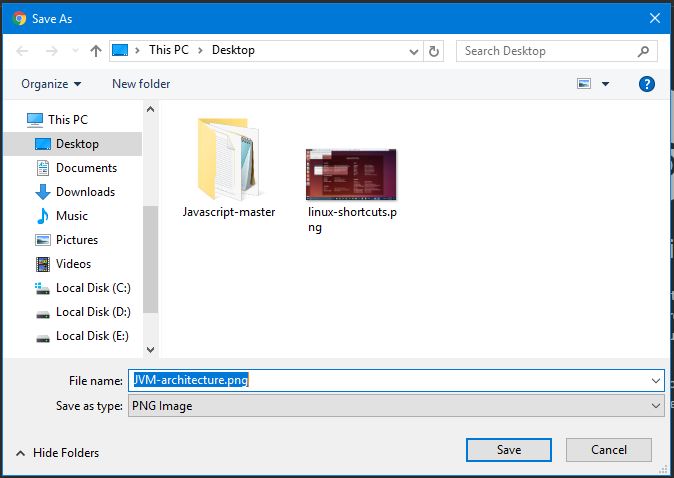 Save As
This PC
Desktop
Search Desktop
Organize
New folder
This PC
Desktop
Documents
Downloads
Music
Pictures
Videos
Local Disk (C:)
Local Disk (D:)
Local Disk (E:)
Javascript-master
linux-shortcuts.p
ng
File name:
JVM-architecture.png
Save as type:
PNG Image
Hide Folders
Save
Cancel